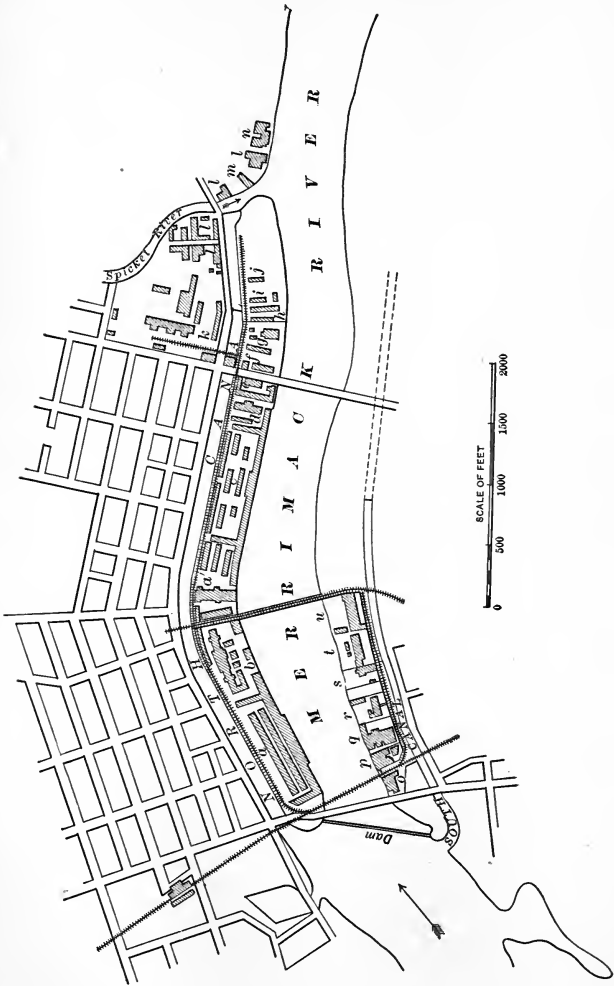 Spicket River
NORTH CANAL
MERRIMACK RIVER
Dam
SOUTH CANAL
SCALE OF FEET
0 500 1000 1500 2000
a
b
a'
c
d
f
g
h
i
j
k
l
l
m
l
n
o
p
q
r
s
t
u